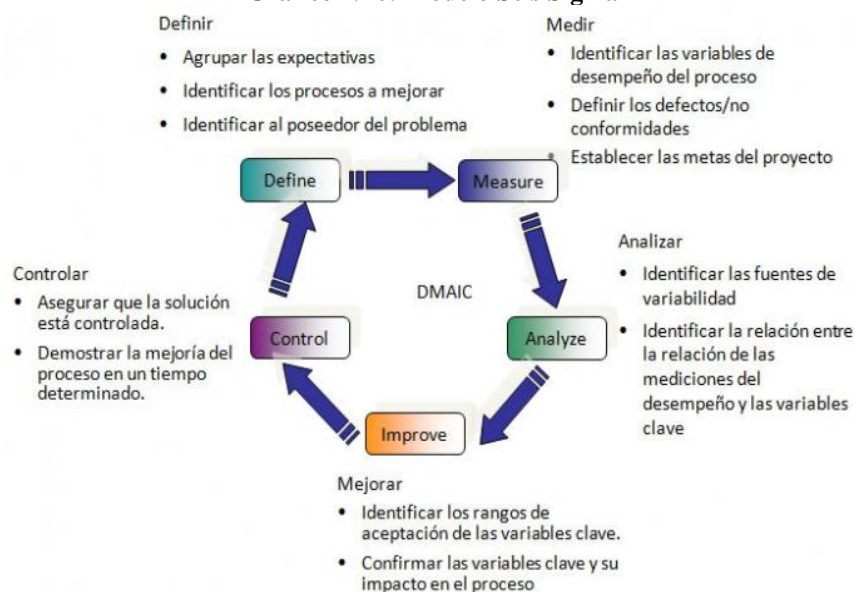 Definir
• Agrupar las expectativas
• Identificar los procesos a mejorar
• Identificar al poseedor del problema
Medir
• Identificar las variables de
desempeño del proceso
• Definir los defectos/no
conformidades
• Establecer las metas del proyecto
Define
Measure
Analizar
• Identificar las fuentes de
variabilidad
• Identificar la relación entre
la relación de las
mediciones del
desempeño y las variables
clave
Controlar
• Asegurar que la solución
está controlada.
• Demostrar la mejoría del
proceso en un tiempo
determinado.
DMAIC
Control
Analyze
Improve
Mejorar
• Identificar los rangos de
aceptación de las variables clave.
• Confirmar las variables clave y su
impacto en el proceso